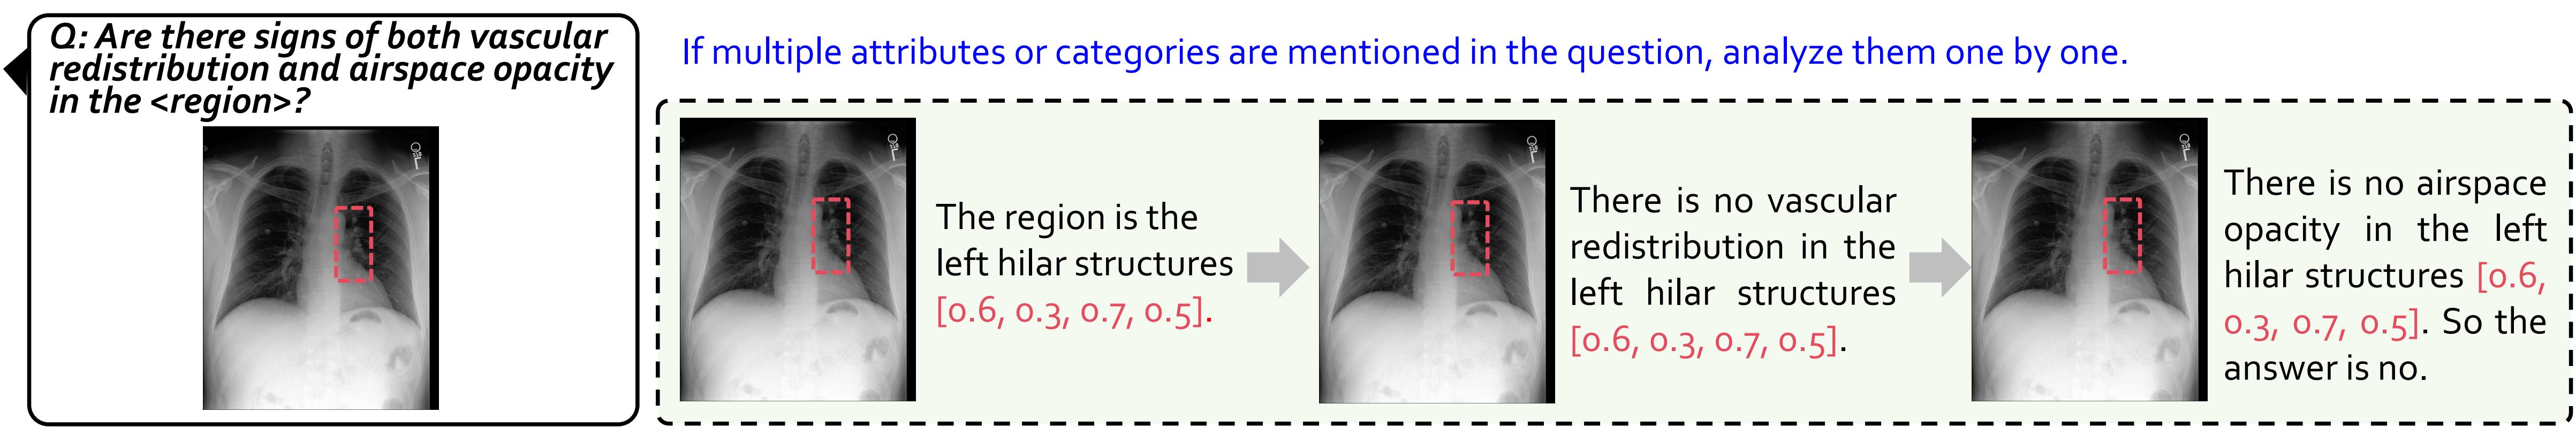 Q: Are there signs of both vascular
redistribution and airspace opacity
in the <region>?
If multiple attributes or categories are mentioned in the question, analyze them one by one.
The region is the
left hilar structures
[0.6, 0.3, 0.7, 0.5].
There is no vascular
redistribution in the
left hilar structures
[0.6, 0.3, 0.7, 0.5].
There is no airspace
opacity in the left
hilar structures [0.6,
0.3, 0.7, 0.5]. So the
answer is no.